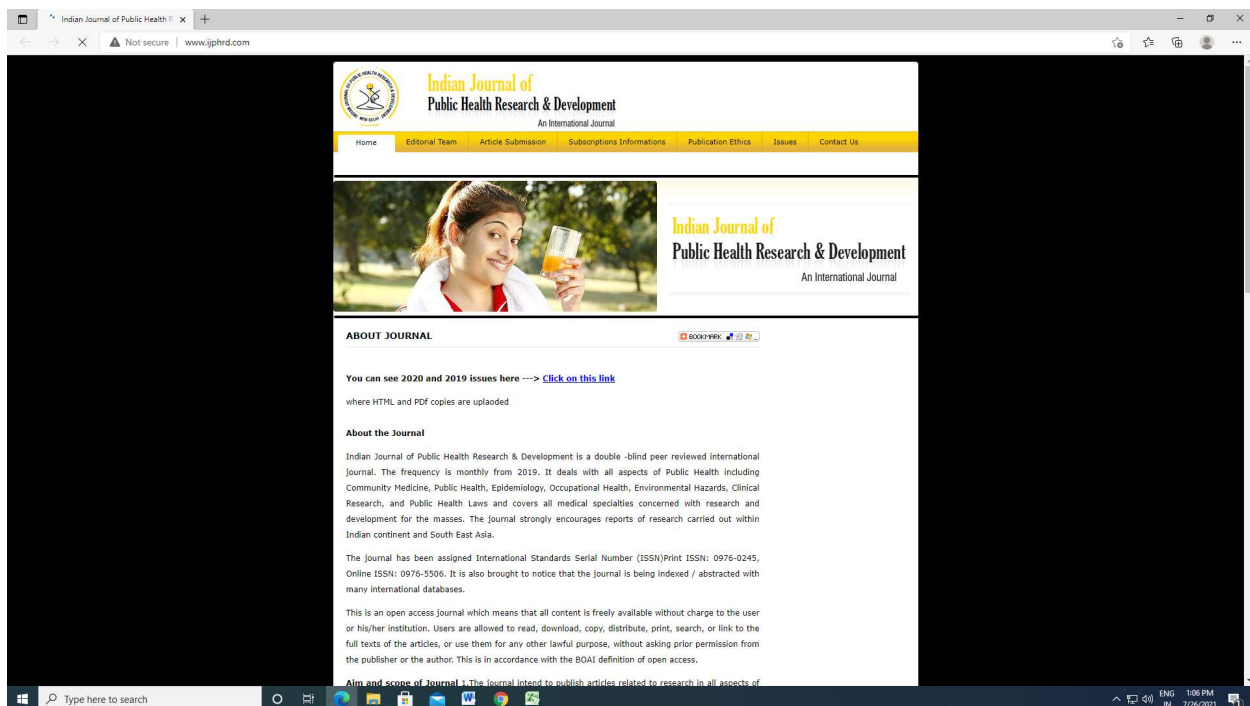 Indian Journal of Public Health R
Not secure | www.ijphrd.com
Indian Journal of
Public Health Research & Development
An International Journal
Home Editorial Team Article Submission Subscriptions Informations Publication Ethics Issues Contact Us
Indian Journal of
Public Health Research & Development
An International Journal
ABOUT JOURNAL
BOOKMARK
You can see 2020 and 2019 issues here ---> Click on this link
where HTML and PDf copies are uplaoded
About the Journal
Indian Journal of Public Health Research & Development is a double -blind peer reviewed international
journal. The frequency is monthly from 2019. It deals with all aspects of Public Health including
Community Medicine, Public Health, Epidemiology, Occupational Health, Environmental Hazards, Clinical
Research, and Public Health Laws and covers all medical specialties concerned with research and
development for the masses. The journal strongly encourages reports of research carried out within
Indian continent and South East Asia.
The journal has been assigned International Standards Serial Number (ISSN)Print ISSN: 0976-0245,
Online ISSN: 0976-5506. It is also brought to notice that the journal is being indexed / abstracted with
many international databases.
This is an open access journal which means that all content is freely available without charge to the user
or his/her institution. Users are allowed to read, download, copy, distribute, print, search, or link to the
full texts of the articles, or use them for any other lawful purpose, without asking prior permission from
the publisher or the author. This is in accordance with the BOAI definition of open access.
Aim and scope of Journal 1.The journal intend to publish articles related to research in all aspects of
Type here to search
ENG 1:06 PM
IN 7/26/2021